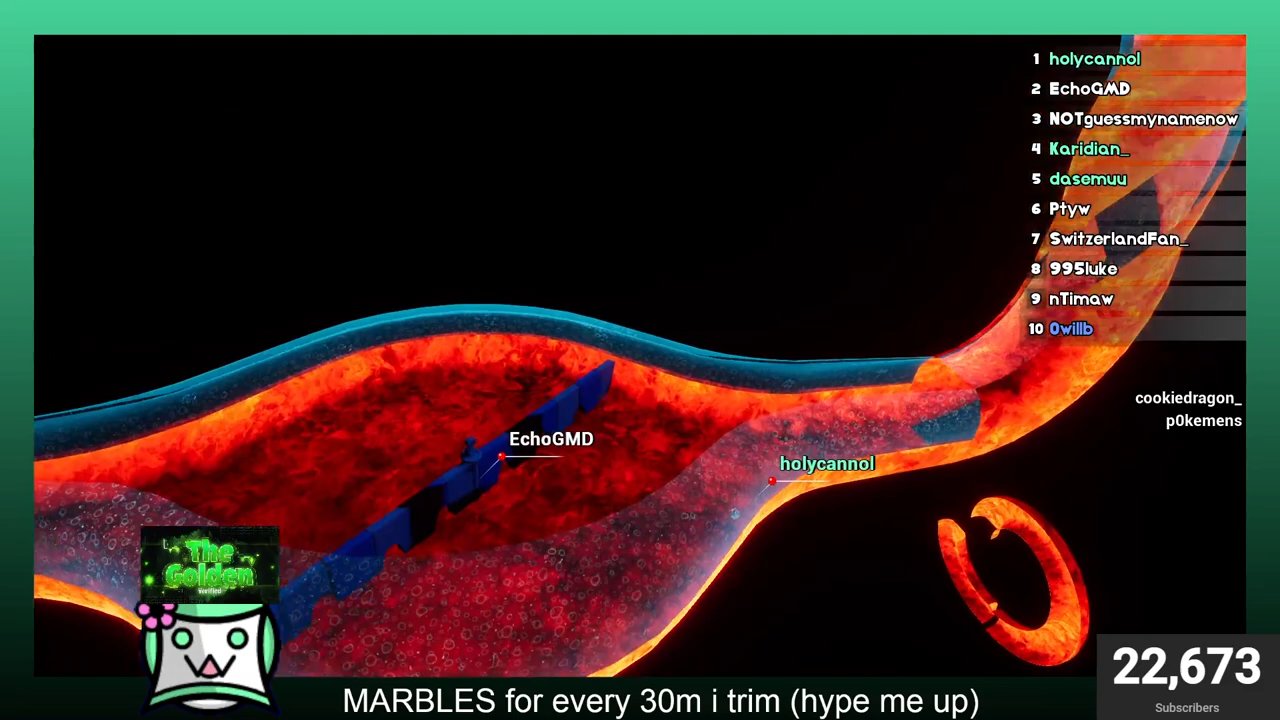 1 holycannol
2 EchoGMD
3 NOTguessmynamenow
4 Karidian_
5 dasemuu
6 Ptyw
7 SwitzerlandFan_
8 995luke
9 nTimaw
10 0willb
cookiedragon_
p0kemens
EchoGMD
holycannol
The
Golden
Verified
MARBLES for every 30m i trim (hype me up)
22,673
Subscribers